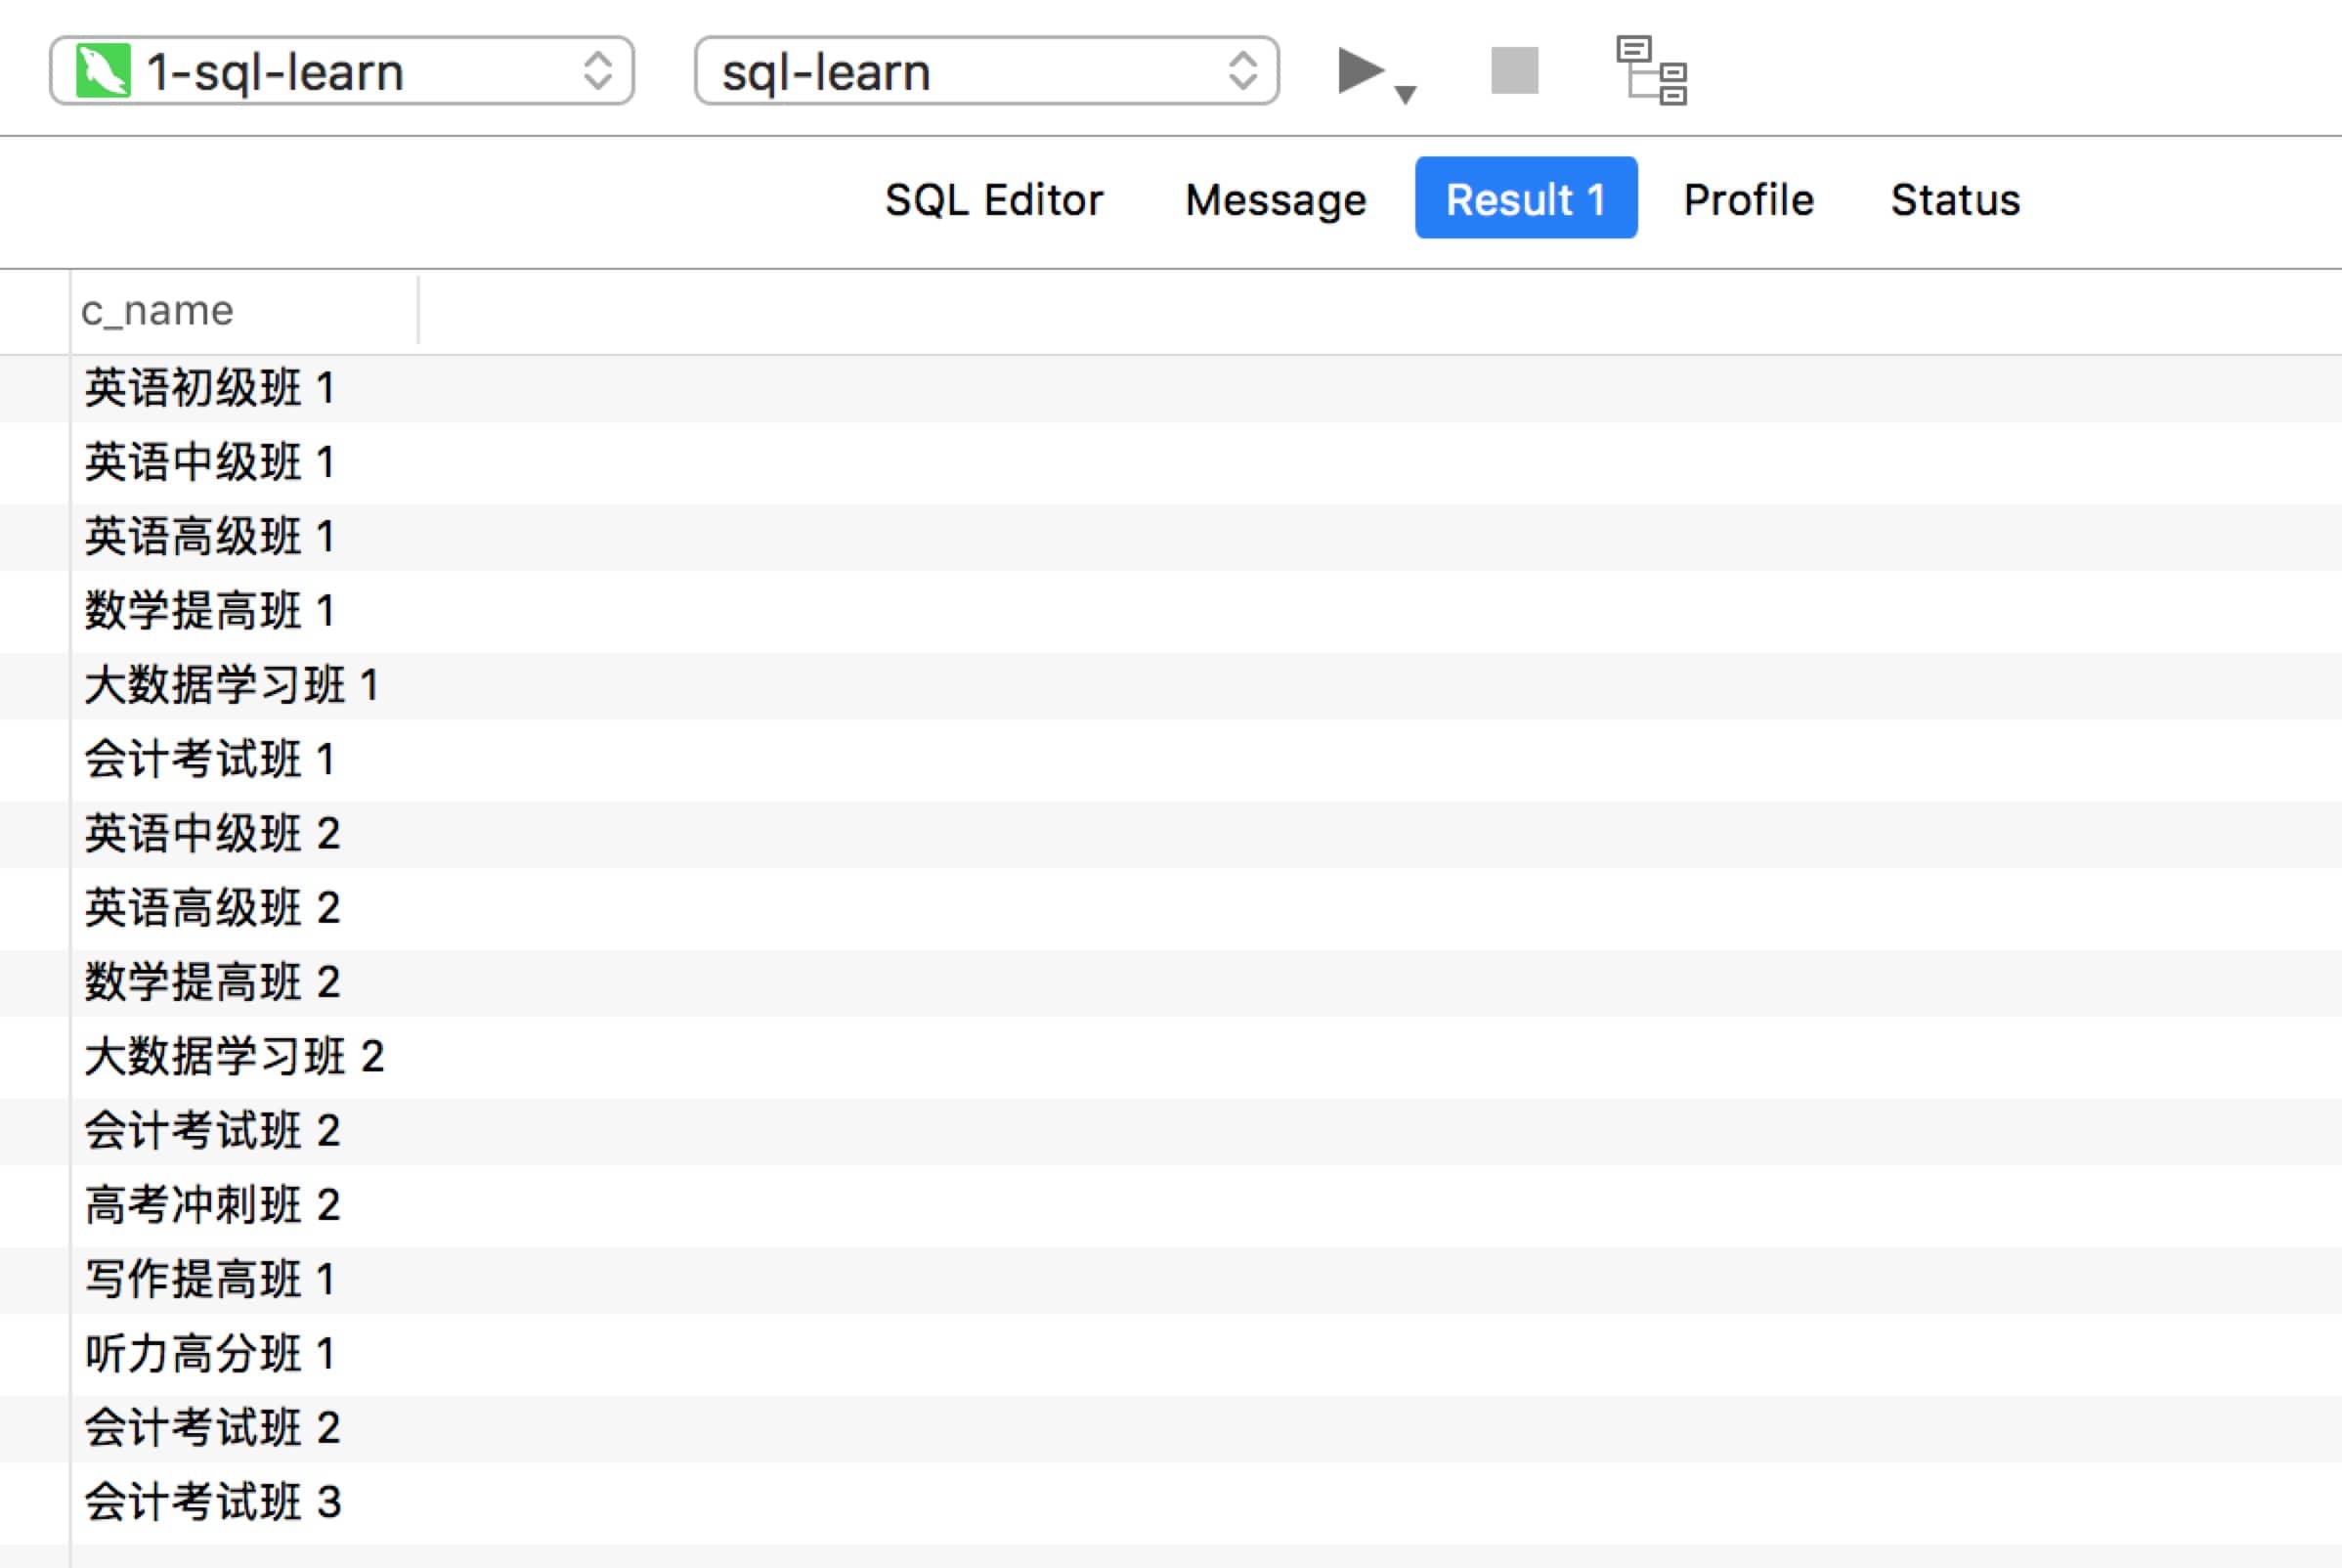 1-sql-learn sql-learn
SQL Editor Message Result 1 Profile Status
c_name
英语初级班 1
英语中级班 1
英语高级班 1
数学提高班 1
大数据学习班 1
会计考试班 1
英语中级班 2
英语高级班 2
数学提高班 2
大数据学习班 2
会计考试班 2
高考冲刺班 2
写作提高班 1
听力高分班 1
会计考试班 2
会计考试班 3